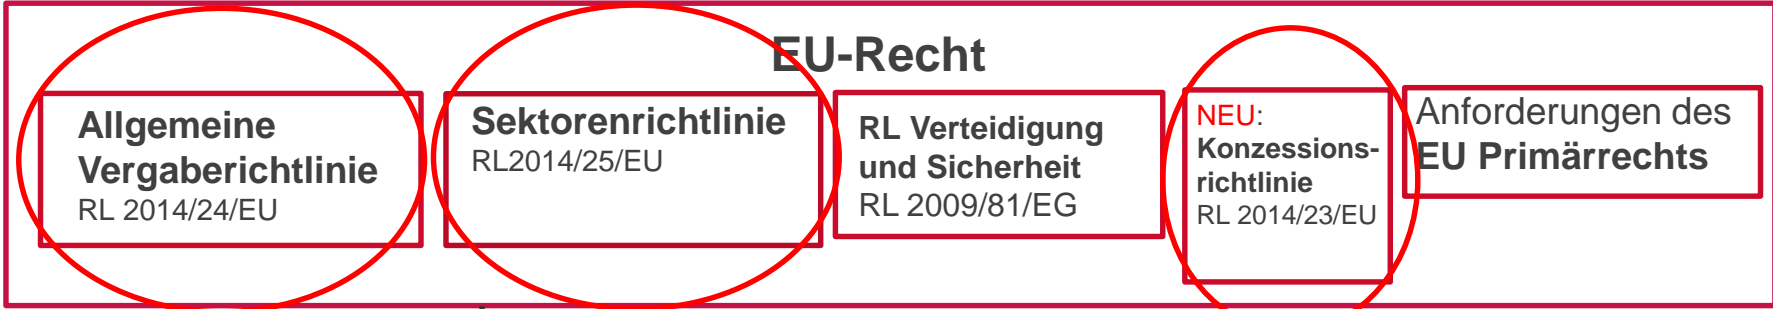 EU-Recht
Allgemeine
Vergaberichtlinie
RL 2014/24/EU
Sektorenrichtlinie
RL2014/25/EU
RL Verteidigung
und Sicherheit
RL 2009/81/EG
NEU:
Konzessions-
richtlinie
RL 2014/23/EU
Anforderungen des
EU Primärrechts